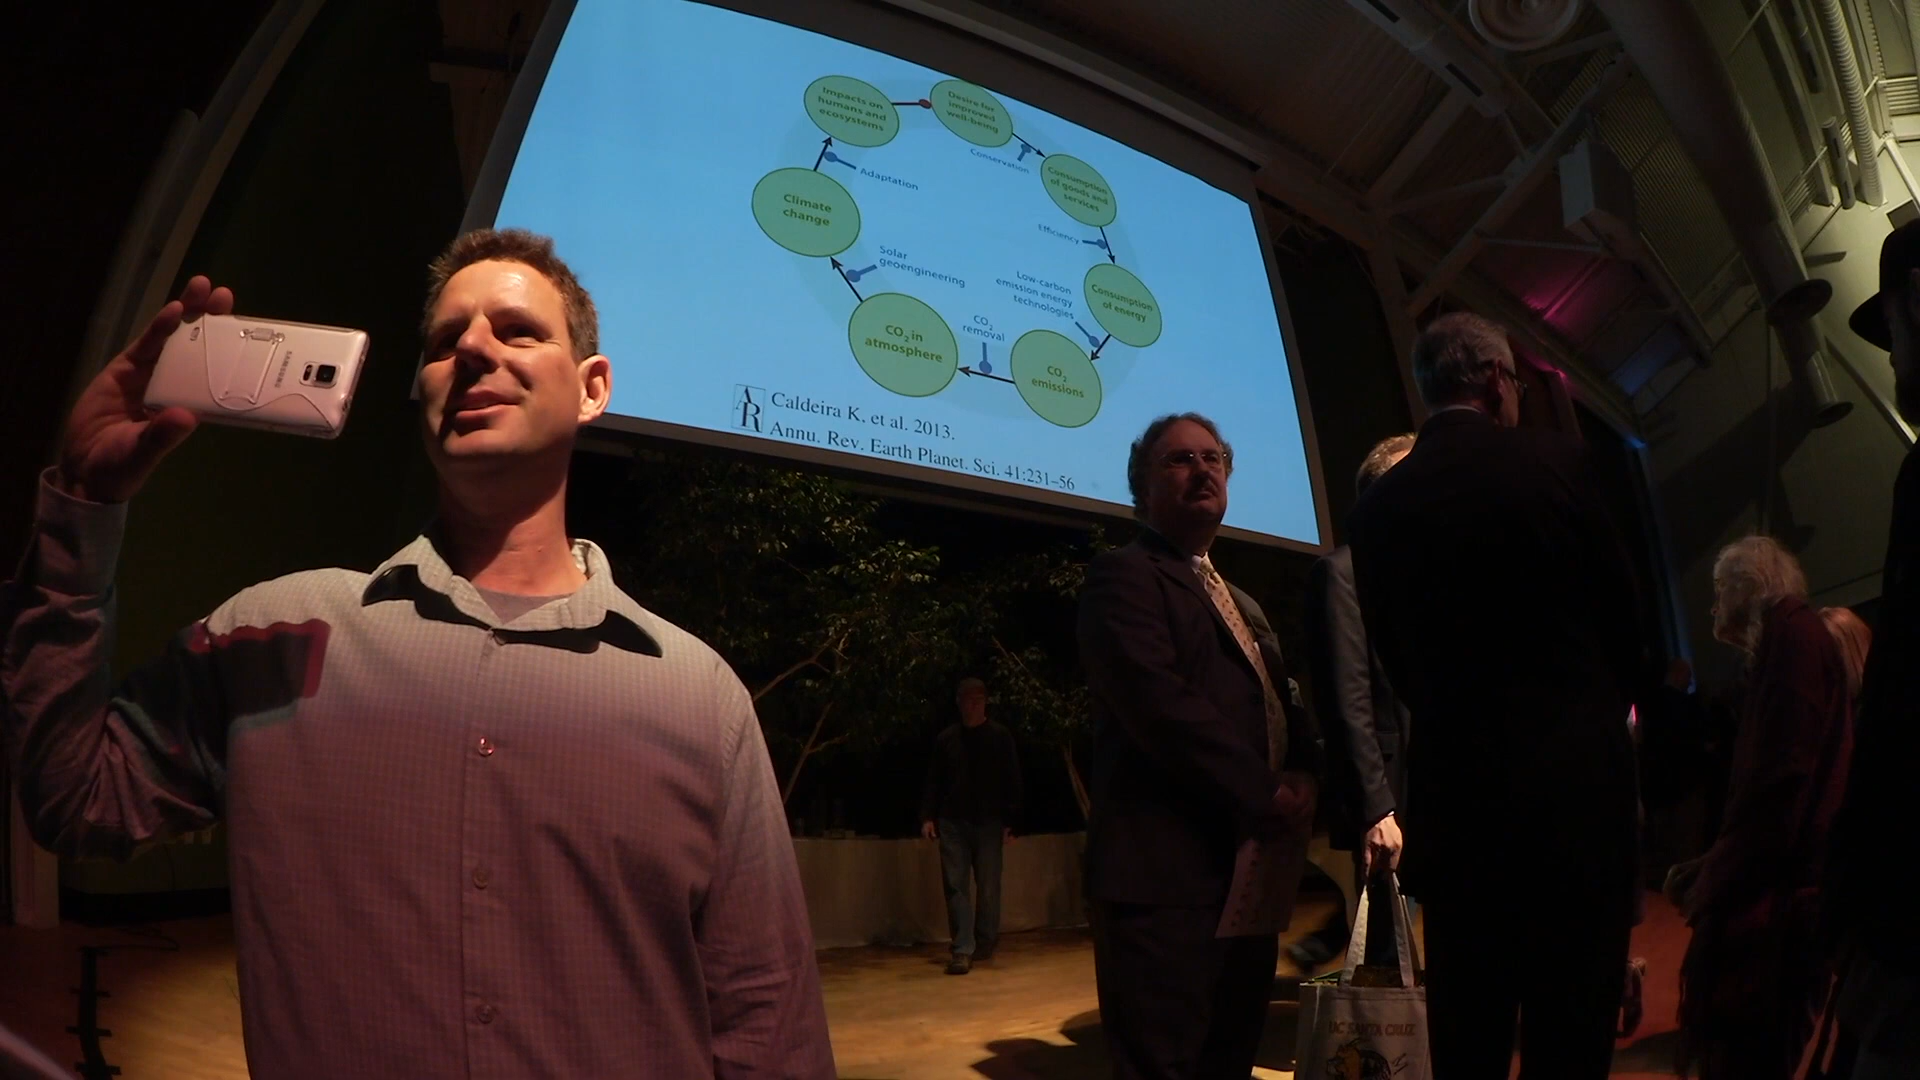 Impacts on
humans and
ecosystems
Desire for
improved
well-being
Conservation
Consumption
of goods and
services
Efficiency
Consumption
of energy
Low-carbon
emission energy
technologies
CO2
emissions
CO2
removal
CO2 in
atmosphere
Solar
geoengineering
Climate
change
Adaptation
AR
Caldeira K. et al. 2013.
Annu. Rev. Earth Planet. Sci. 41:231–56
SAMSUNG
UC SANTA CRUZ